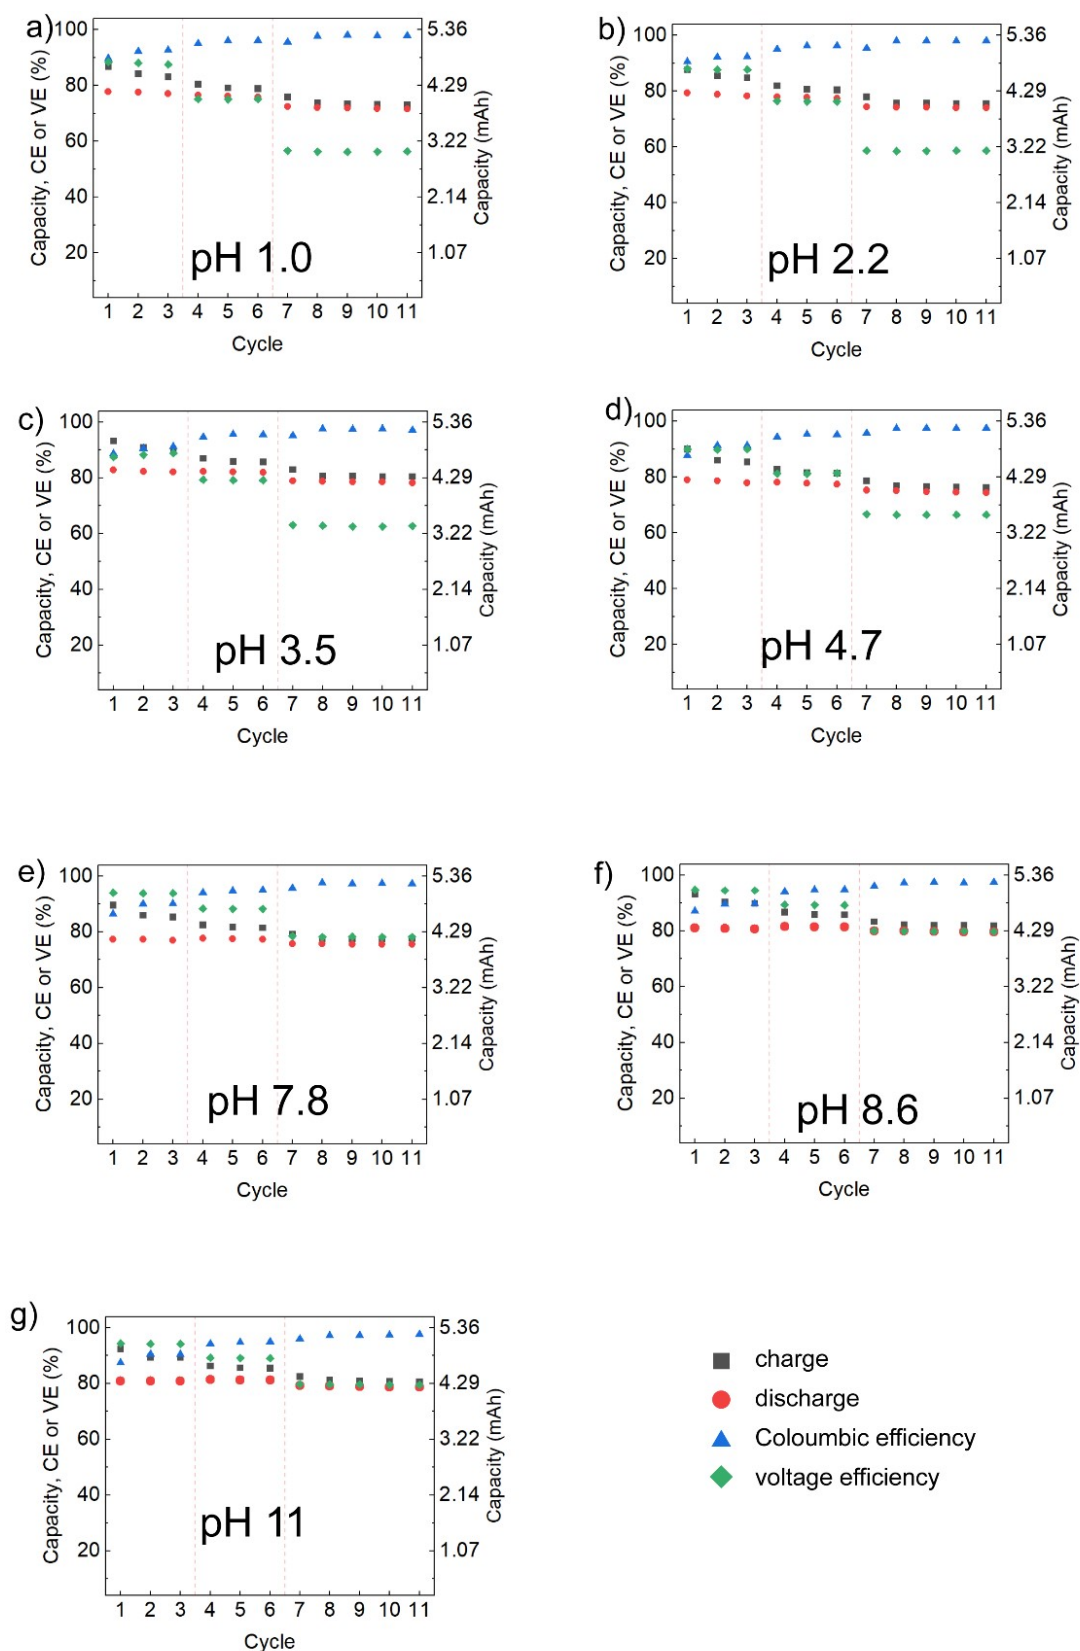 a)
Capacity, CE or VE (%)
100
80
60
40
20
5.36
4.29
3.22
2.14
1.07
Capacity (mAh)
pH 1.0
1 2 3 4 5 6 7 8 9 10 11
Cycle
b)
Capacity, CE or VE (%)
100
80
60
40
20
5.36
4.29
3.22
2.14
1.07
Capacity (mAh)
pH 2.2
1 2 3 4 5 6 7 8 9 10 11
Cycle
c)
Capacity, CE or VE (%)
100
80
60
40
20
5.36
4.29
3.22
2.14
1.07
Capacity (mAh)
pH 3.5
1 2 3 4 5 6 7 8 9 10 11
Cycle
d)
Capacity, CE or VE (%)
100
80
60
40
20
5.36
4.29
3.22
2.14
1.07
Capacity (mAh)
pH 4.7
1 2 3 4 5 6 7 8 9 10 11
Cycle
e)
Capacity, CE or VE (%)
100
80
60
40
20
5.36
4.29
3.22
2.14
1.07
Capacity (mAh)
pH 7.8
1 2 3 4 5 6 7 8 9 10 11
Cycle
f)
Capacity, CE or VE (%)
100
80
60
40
20
5.36
4.29
3.22
2.14
1.07
Capacity (mAh)
pH 8.6
1 2 3 4 5 6 7 8 9 10 11
Cycle
g)
Capacity, CE or VE (%)
100
80
60
40
20
5.36
4.29
3.22
2.14
1.07
Capacity (mAh)
pH 11
1 2 3 4 5 6 7 8 9 10 11
Cycle
charge
discharge
Coloumbic efficiency
voltage efficiency